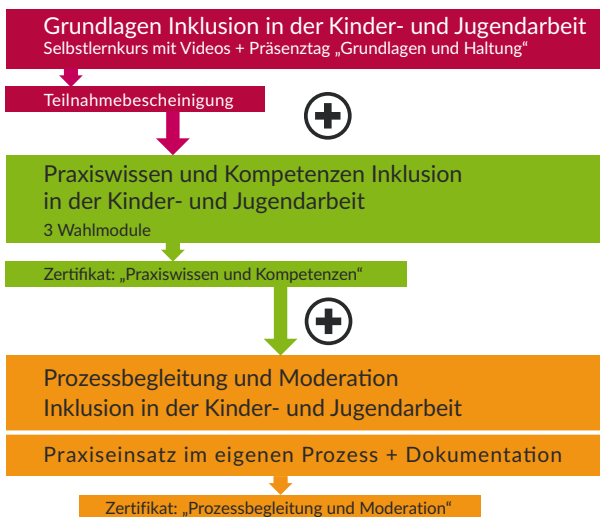 Grundlagen Inklusion in der Kinder- und Jugendarbeit
Selbstlernkurs mit Videos + Präsenztag „Grundlagen und Haltung“
Teilnahmebescheinigung
Praxiswissen und Kompetenzen Inklusion
in der Kinder- und Jugendarbeit
3 Wahlmodule
Zertifikat: „Praxiswissen und Kompetenzen“
Prozessbegleitung und Moderation
Inklusion in der Kinder- und Jugendarbeit
Praxiseinsatz im eigenen Prozess + Dokumentation
Zertifikat: „Prozessbegleitung und Moderation“